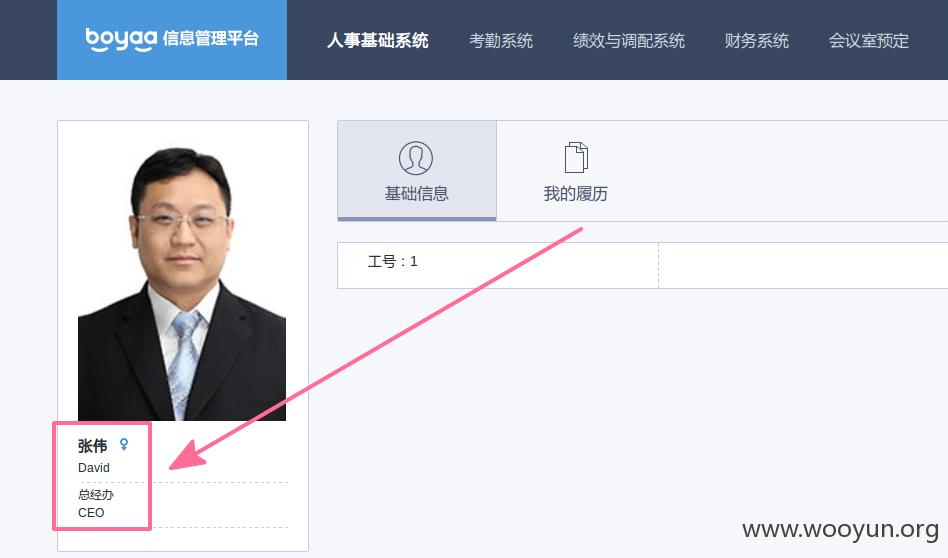 boyaa 信息管理平台
人事基础系统 考勤系统 绩效与调配系统 财务系统 会议室预定
基础信息 我的履历
工号：1
张伟
David
总经办
CEO
www.wooyun.org